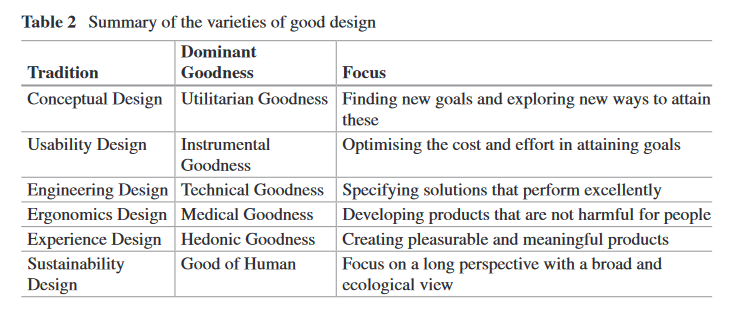 Table 2 Summary of the varieties of good design
Tradition Dominant Goodness Focus
Conceptual Design Utilitarian Goodness Finding new goals and exploring new ways to attain these
Usability Design Instrumental Goodness Optimising the cost and effort in attaining goals
Engineering Design Technical Goodness Specifying solutions that perform excellently
Ergonomics Design Medical Goodness Developing products that are not harmful for people
Experience Design Hedonic Goodness Creating pleasurable and meaningful products
Sustainability Design Good of Human Focus on a long perspective with a broad and ecological view